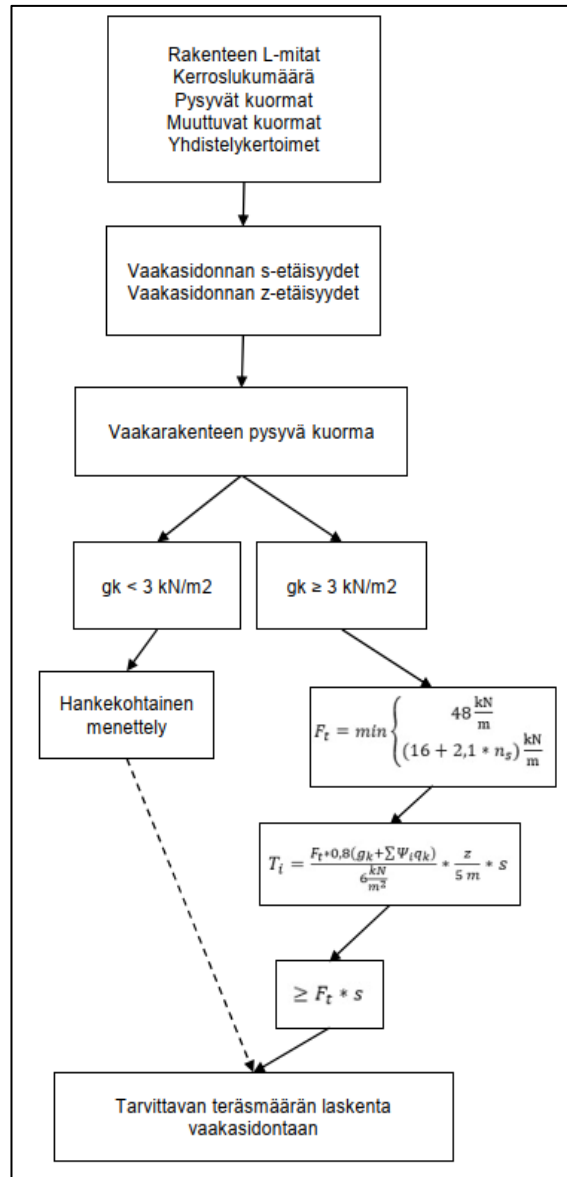 Rakenteen L-mitat
Kerroslukumäärä
Pysyvät kuormat
Muuttuvat kuormat
Yhdistelykertoimet
Vaakasidonnan s-etäisyydet
Vaakasidonnan z-etäisyydet
Vaakarakenteen pysyvä kuorma
gk < 3 kN/m2
gk ≥ 3 kN/m2
Hankekohtainen
menettely
F_t = min { 48 kN/m
(16 + 2,1 * n_s) kN/m
T_i = (F_t+0,8(g_k+∑Ψ_i q_k))/(6 kN/m²) * z/(5 m) * s
≥ F_t * s
Tarvittavan teräsmäärän laskenta
vaakasidontaan